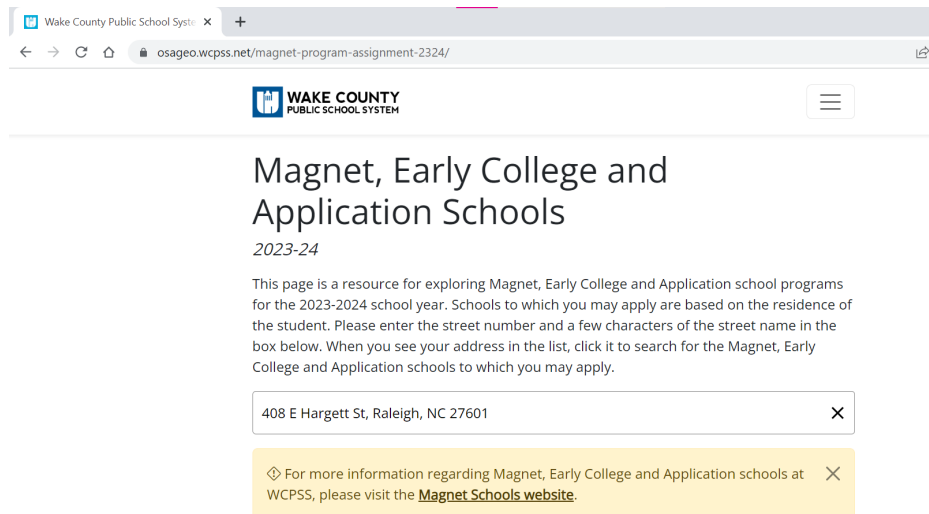 Wake County Public School Syste
osageo.wcpss.net/magnet-program-assignment-2324/
WAKE COUNTY
PUBLIC SCHOOL SYSTEM
Magnet, Early College and
Application Schools
2023-24
This page is a resource for exploring Magnet, Early College and Application school programs
for the 2023-2024 school year. Schools to which you may apply are based on the residence of
the student. Please enter the street number and a few characters of the street name in the
box below. When you see your address in the list, click it to search for the Magnet, Early
College and Application schools to which you may apply.
408 E Hargett St, Raleigh, NC 27601
For more information regarding Magnet, Early College and Application schools at
WCPSS, please visit the Magnet Schools website.